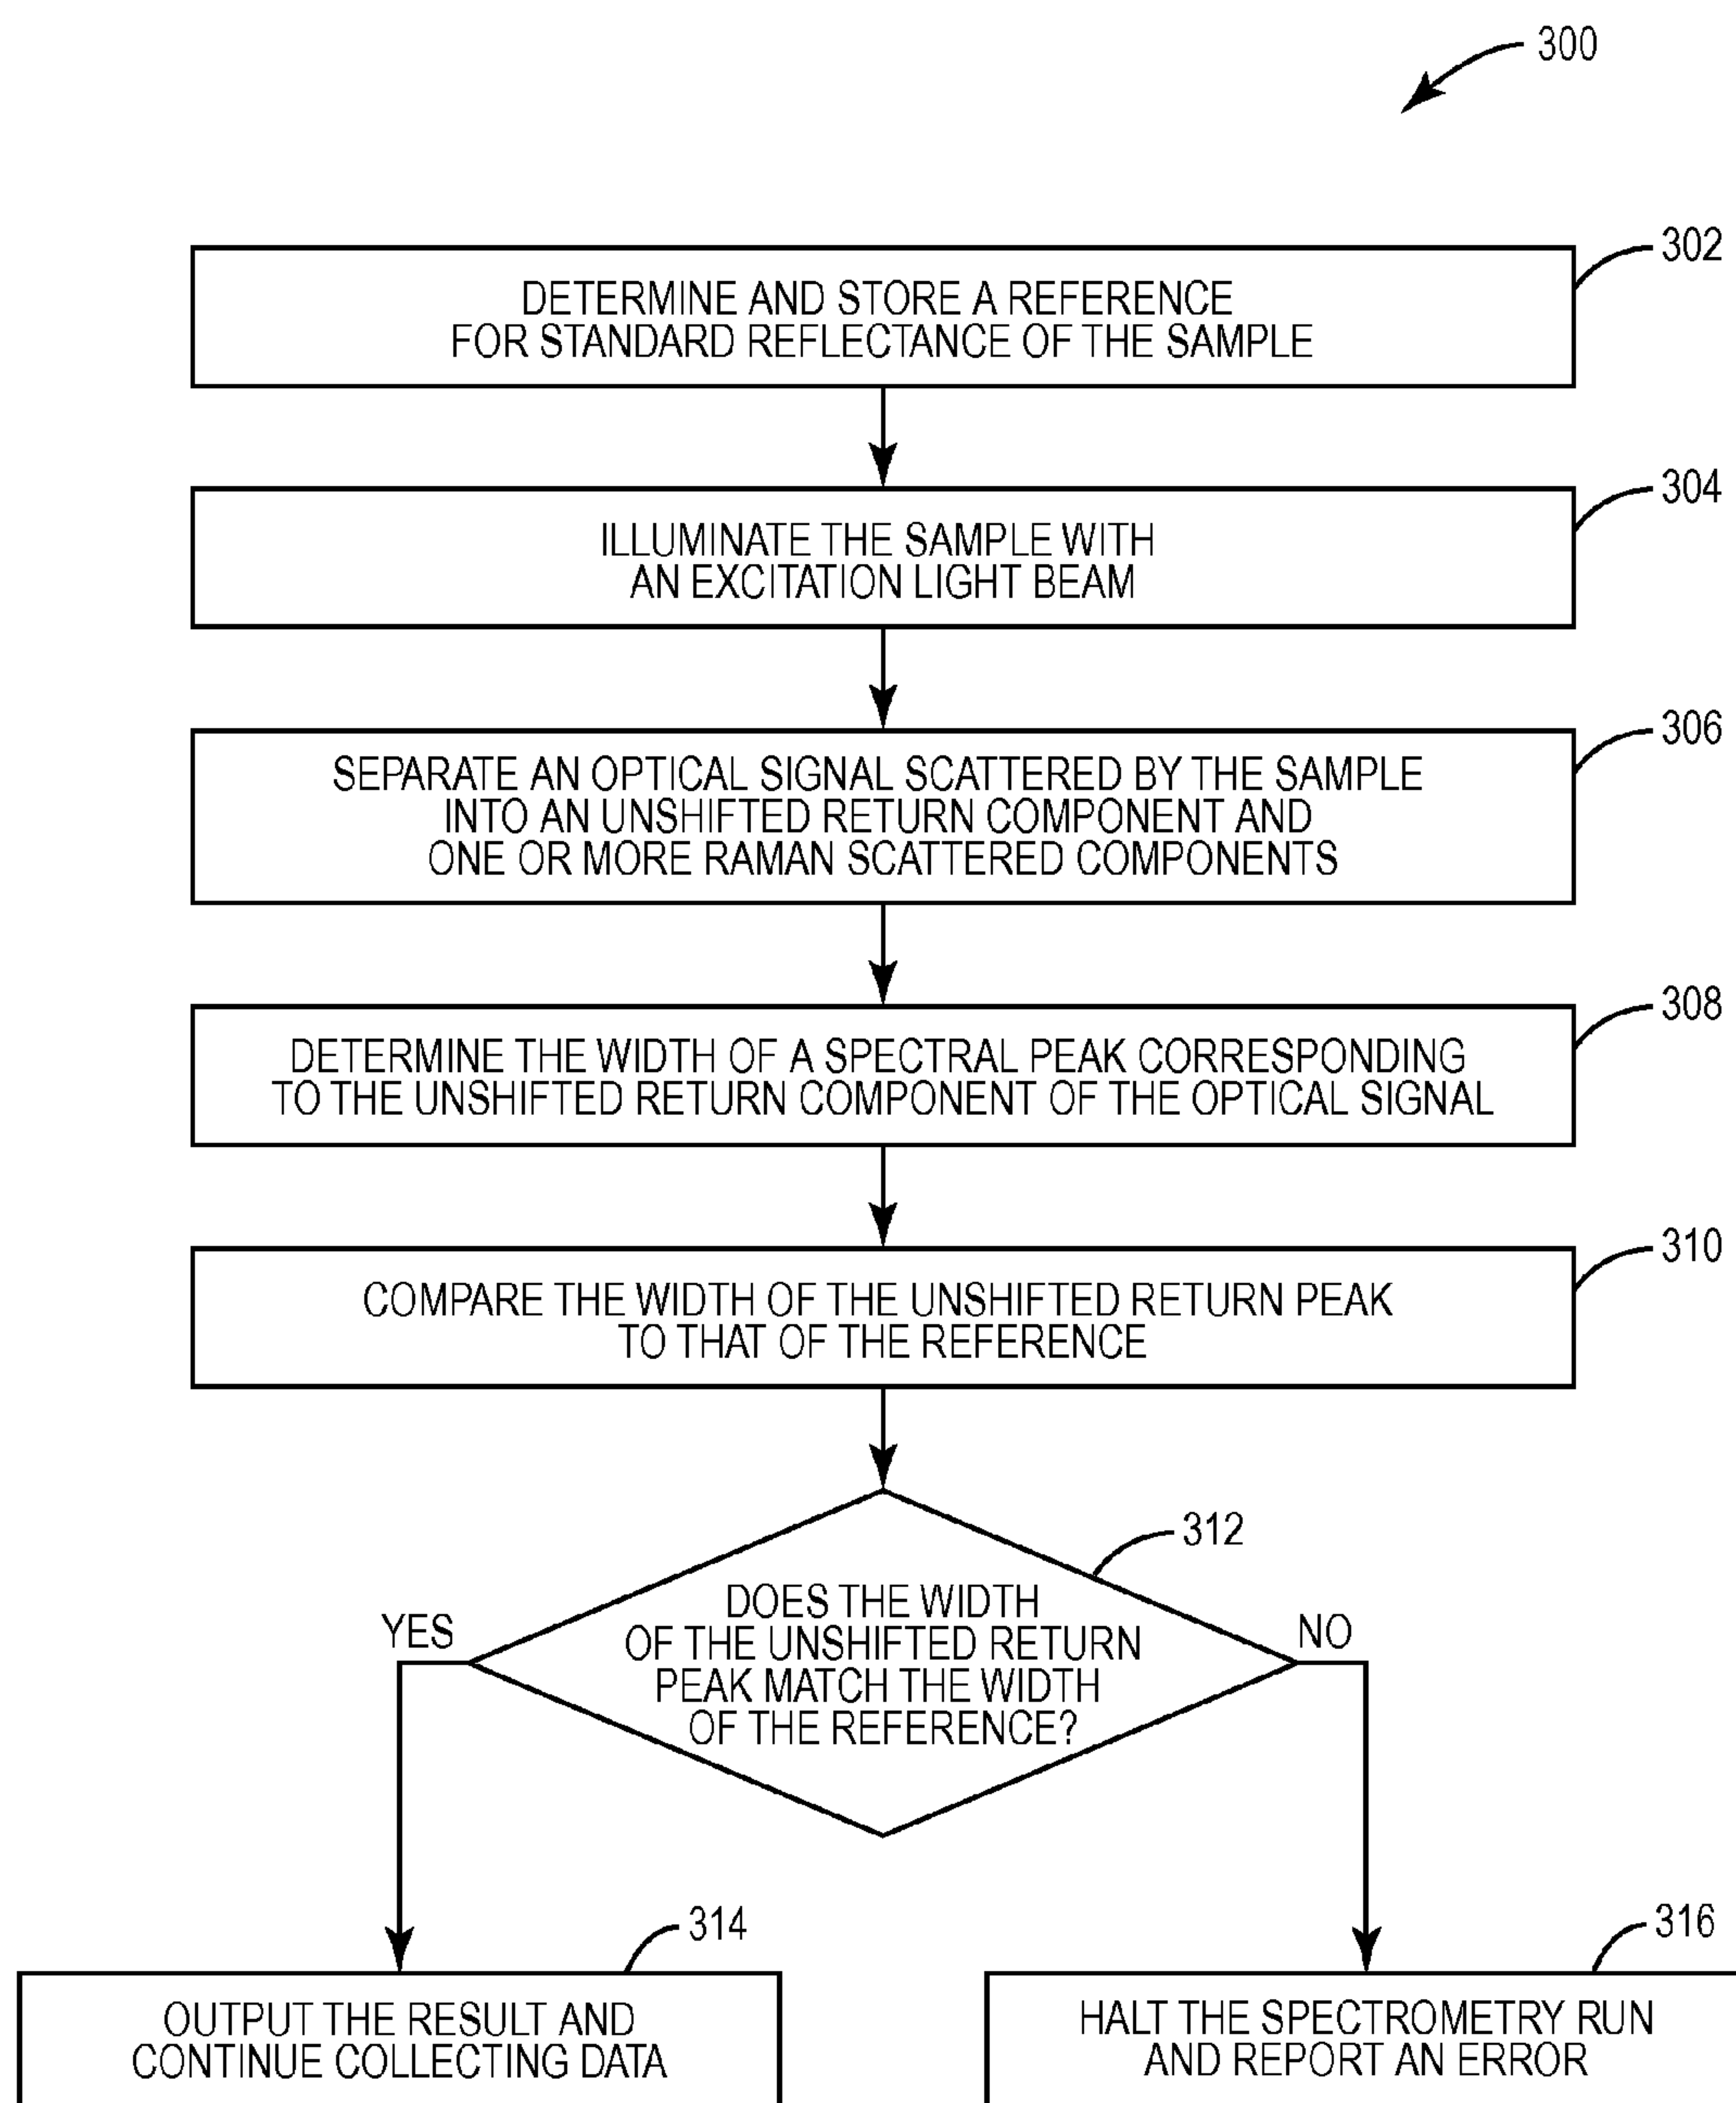 300
302
DETERMINE AND STORE A REFERENCE
FOR STANDARD REFLECTANCE OF THE SAMPLE
304
ILLUMINATE THE SAMPLE WITH
AN EXCITATION LIGHT BEAM
306
SEPARATE AN OPTICAL SIGNAL SCATTERED BY THE SAMPLE
INTO AN UNSHIFTED RETURN COMPONENT AND
ONE OR MORE RAMAN SCATTERED COMPONENTS
308
DETERMINE THE WIDTH OF A SPECTRAL PEAK CORRESPONDING
TO THE UNSHIFTED RETURN COMPONENT OF THE OPTICAL SIGNAL
310
COMPARE THE WIDTH OF THE UNSHIFTED RETURN PEAK
TO THAT OF THE REFERENCE
312
DOES THE WIDTH
OF THE UNSHIFTED RETURN
PEAK MATCH THE WIDTH
OF THE REFERENCE?
YES
NO
314
OUTPUT THE RESULT AND
CONTINUE COLLECTING DATA
316
HALT THE SPECTROMETRY RUN
AND REPORT AN ERROR